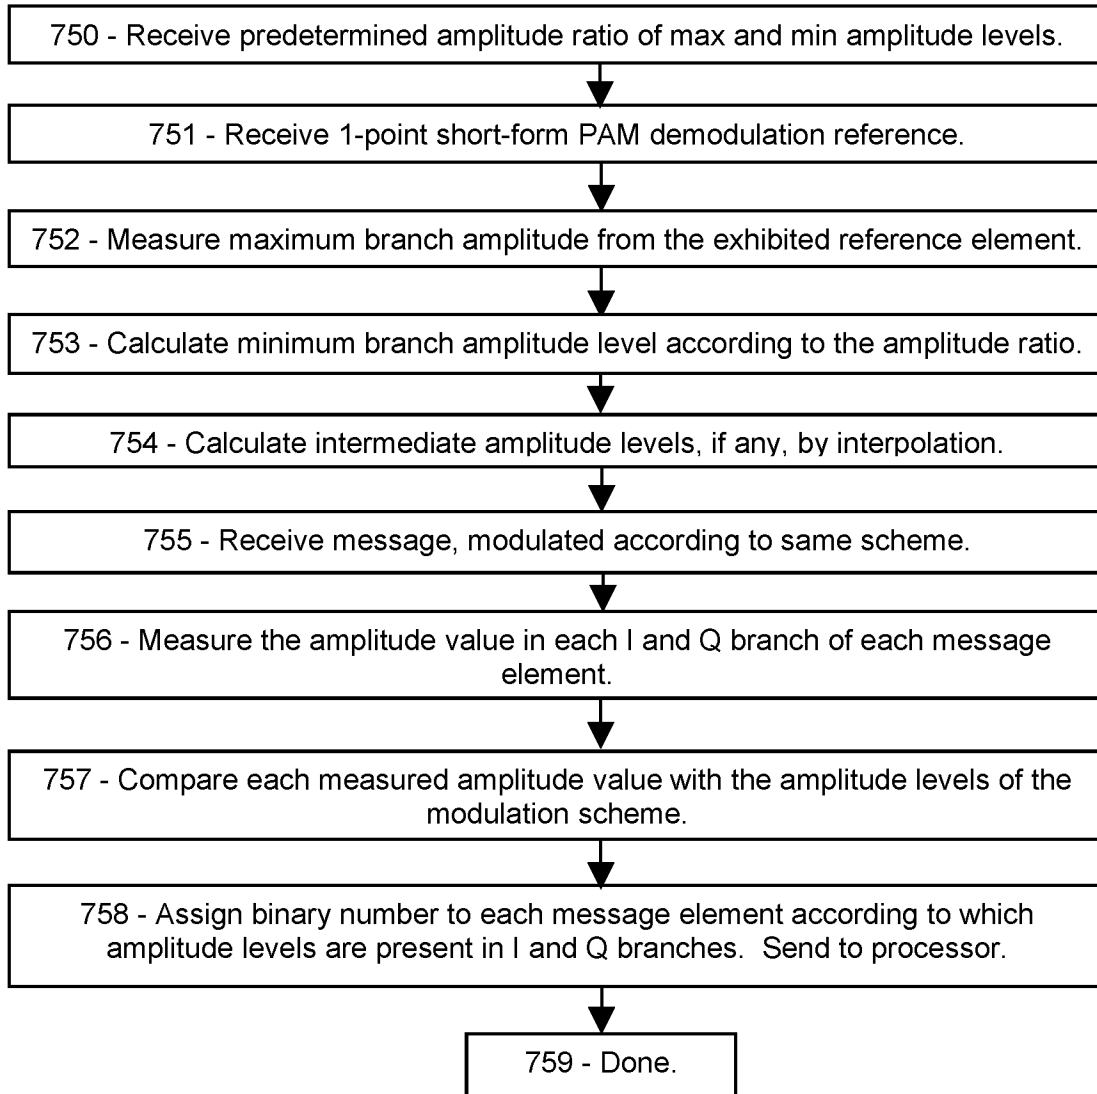 750 - Receive predetermined amplitude ratio of max and min amplitude levels.
751 - Receive 1-point short-form PAM demodulation reference.
752 - Measure maximum branch amplitude from the exhibited reference element.
753 - Calculate minimum branch amplitude level according to the amplitude ratio.
754 - Calculate intermediate amplitude levels, if any, by interpolation.
755 - Receive message, modulated according to same scheme.
756 - Measure the amplitude value in each I and Q branch of each message
element.
757 - Compare each measured amplitude value with the amplitude levels of the
modulation scheme.
758 - Assign binary number to each message element according to which
amplitude levels are present in I and Q branches.  Send to processor.
759 - Done.